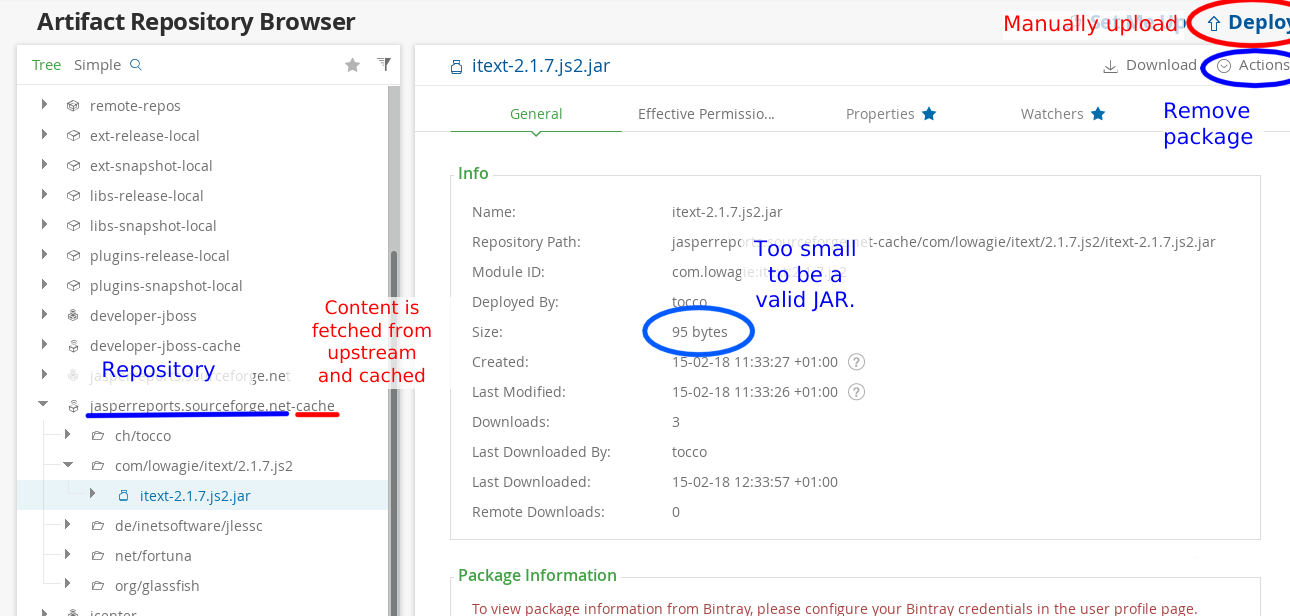 Artifact Repository Browser
Manually upload
Set Me Up
Deploy
Tree Simple
itext-2.1.7.js2.jar
Download
Actions
remote-repos
ext-release-local
ext-snapshot-local
libs-release-local
libs-snapshot-local
plugins-release-local
plugins-snapshot-local
developer-jboss
developer-jboss-cache
jasperreports.sourceforge.net
jasperreports.sourceforge.net-cache
ch/tocco
com/lowagie/itext/2.1.7.js2
itext-2.1.7.js2.jar
de/inetsoftware/jlessc
net/fortuna
org/glassfish
jcenter
Repository
Content is
fetched from
upstream
and cached
General
Effective Permissio...
Properties
Watchers
Remove
package
Info
Name: itext-2.1.7.js2.jar
Repository Path: jasperreports.sourceforge.net-cache/com/lowagie/itext/2.1.7.js2/itext-2.1.7.js2.jar
Module ID: com.lowagie:itext:2.1.7.js2
Deployed By: tocco
Size: 95 bytes
Created: 15-02-18 11:33:27 +01:00
Last Modified: 15-02-18 11:33:26 +01:00
Downloads: 3
Last Downloaded By: tocco
Last Downloaded: 15-02-18 12:33:57 +01:00
Remote Downloads: 0
Too small
to be a
valid JAR.
Package Information
To view package information from Bintray, please configure your Bintray credentials in the user profile page.